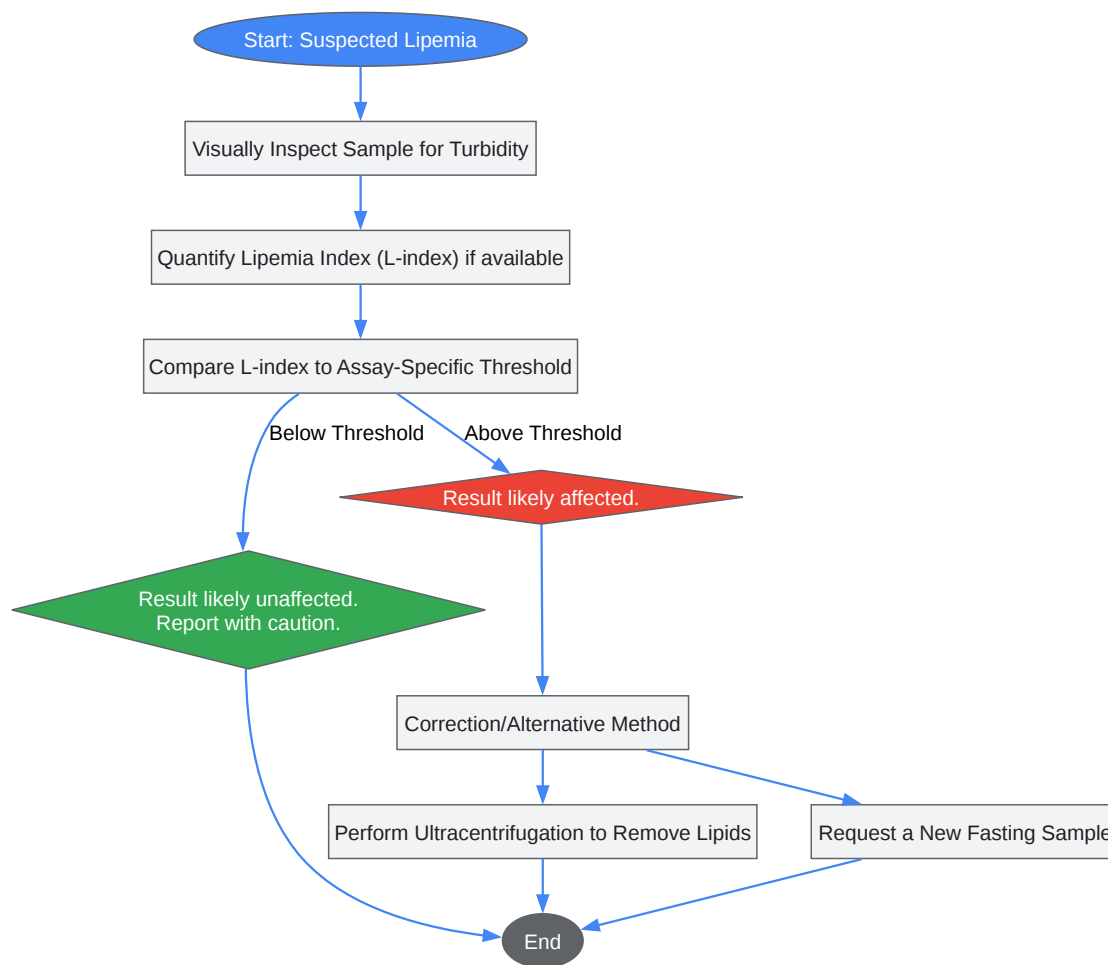 Start: Suspected Lipemia
Visually Inspect Sample for Turbidity
Quantify Lipemia Index (L-index) if available
Compare L-index to Assay-Specific Threshold
Below Threshold
Above Threshold
Result likely affected.
Result likely unaffected.
Report with caution.
Correction/Alternative Method
Perform Ultracentrifugation to Remove Lipids
Request a New Fasting Sample
End